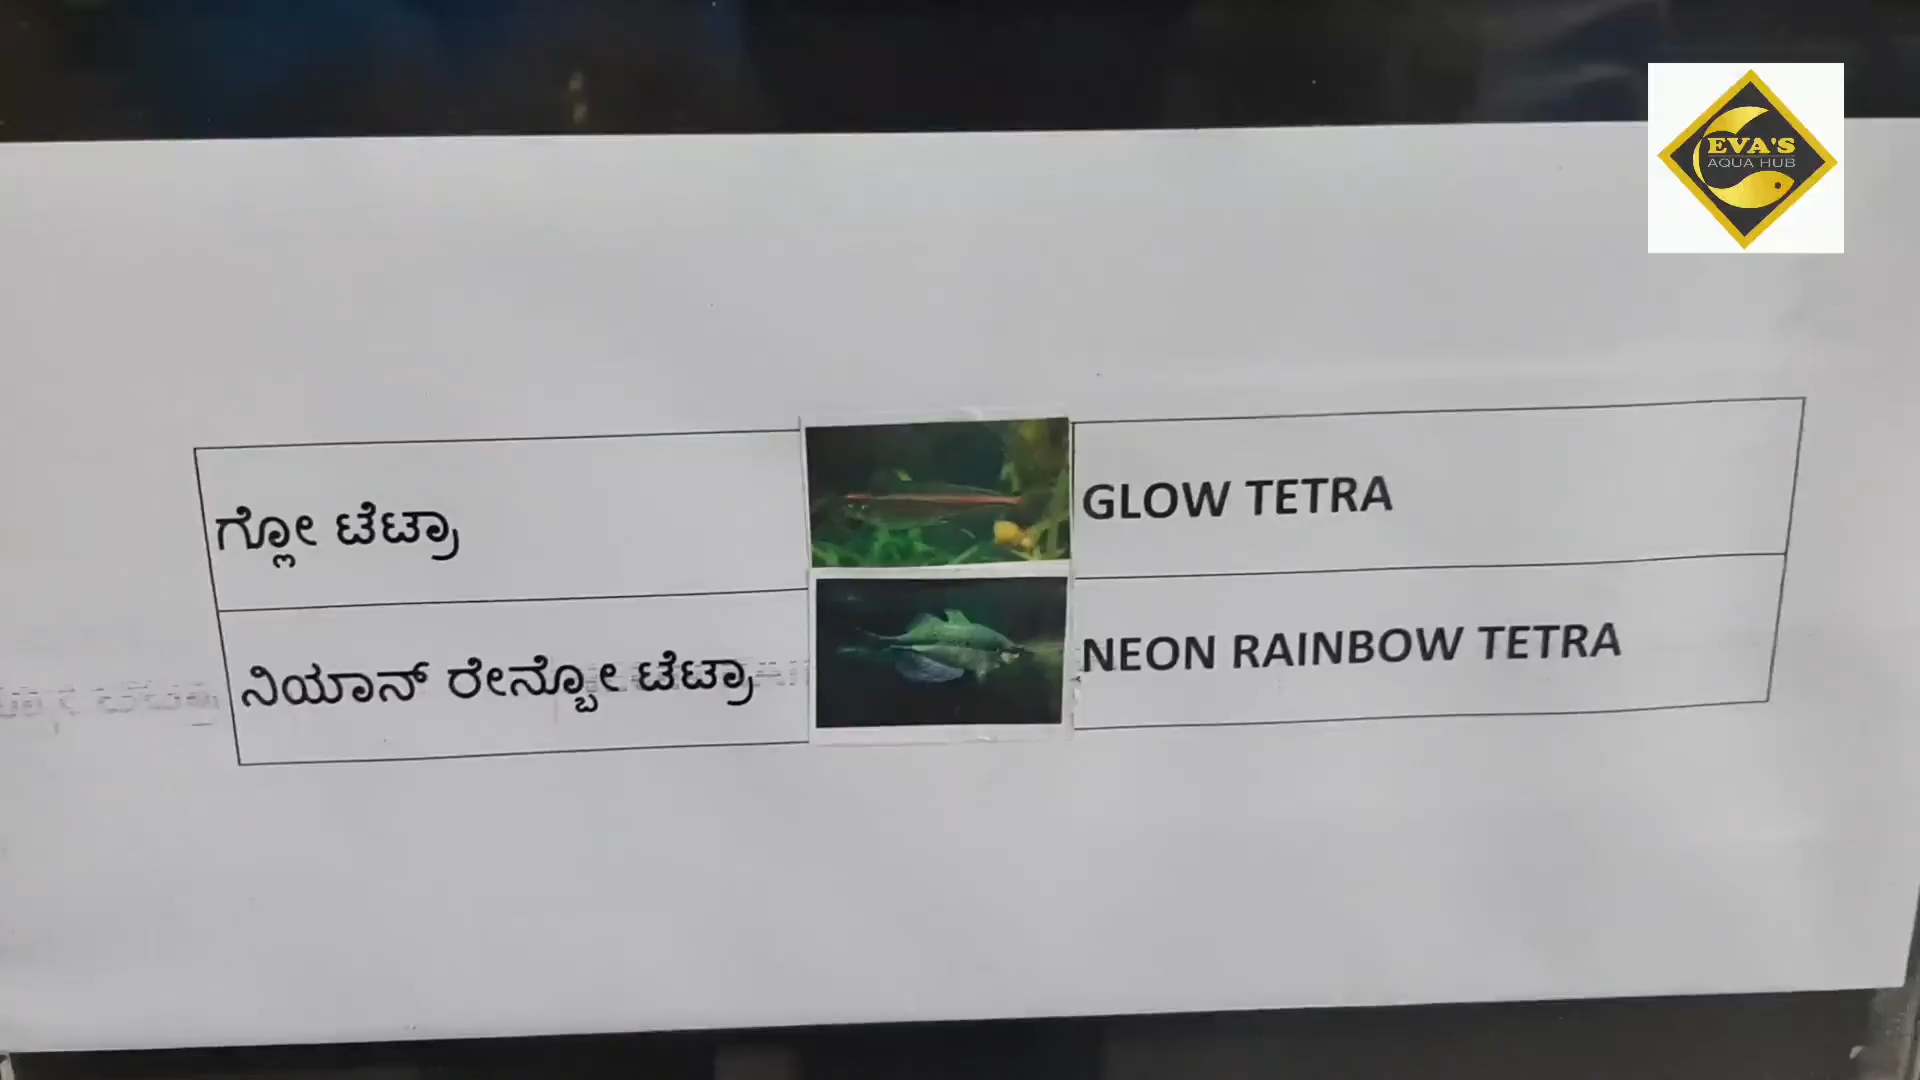 EVA'S
AQUA HUB
ಗ್ಲೋ ಟೆಟ್ರಾ
GLOW TETRA
ನಿಯಾನ್ ರೇನ್ಬೋ ಟೆಟ್ರಾ
NEON RAINBOW TETRA